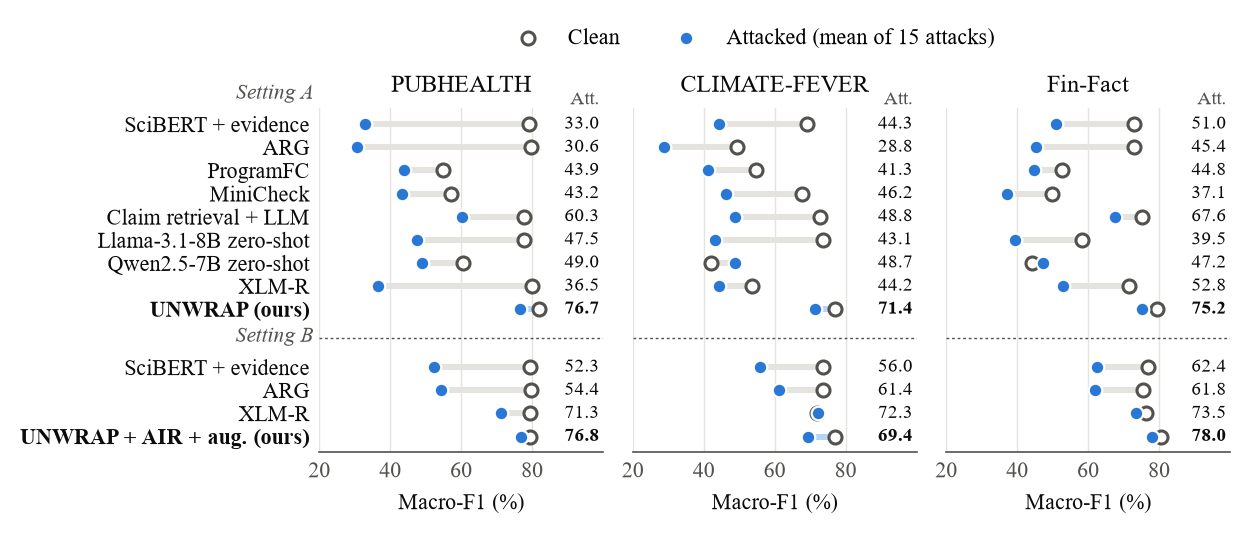 Clean Attacked (mean of 15 attacks)
PUBHEALTH CLIMATE-FEVER Fin-Fact
Setting A Att. Att. Att.
SciBERT + evidence 33.0 44.3 51.0
ARG 30.6 28.8 45.4
ProgramFC 43.9 41.3 44.8
MiniCheck 43.2 46.2 37.1
Claim retrieval + LLM 60.3 48.8 67.6
Llama-3.1-8B zero-shot 47.5 43.1 39.5
Qwen2.5-7B zero-shot 49.0 48.7 47.2
XLM-R 36.5 44.2 52.8
UNWRAP (ours) 76.7 71.4 75.2
Setting B
SciBERT + evidence 52.3 56.0 62.4
ARG 54.4 61.4 61.8
XLM-R 71.3 72.3 73.5
UNWRAP + AIR + aug. (ours) 76.8 69.4 78.0
20 40 60 80 20 40 60 80 20 40 60 80
Macro-F1 (%) Macro-F1 (%) Macro-F1 (%)